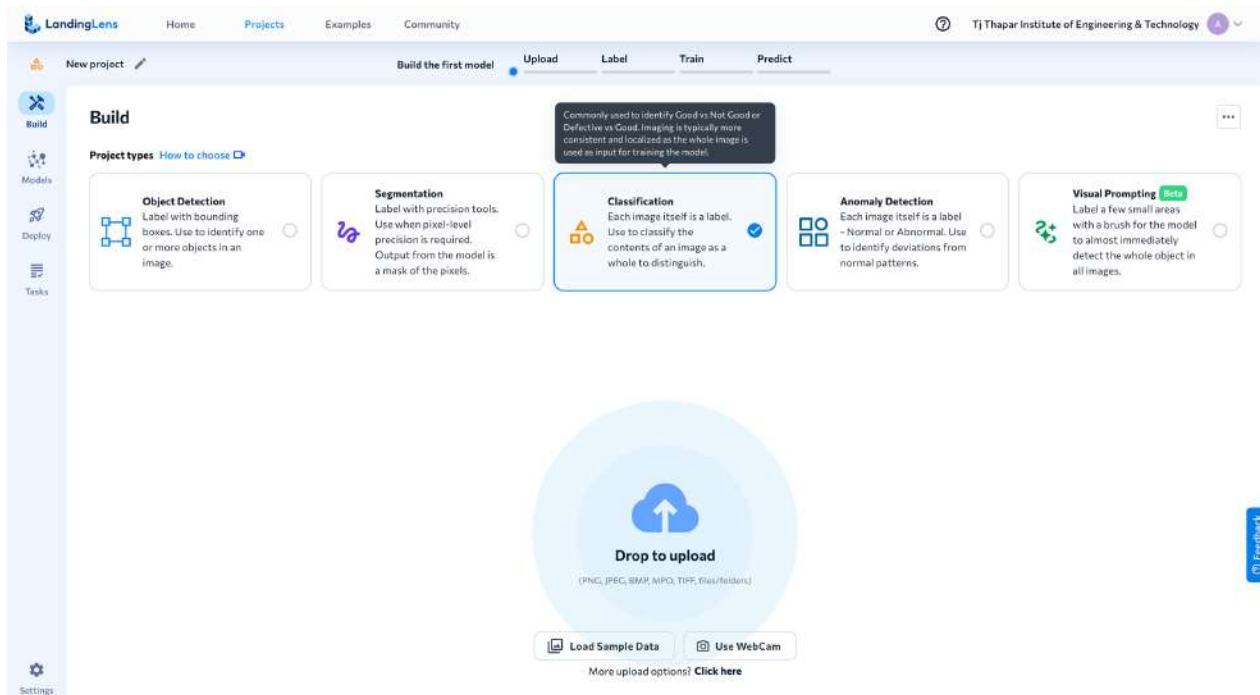 LandingLens
Home
Projects
Examples
Community
Tj Thapar Institute of Engineering & Technology
A
New project
Build the first model
Upload
Label
Train
Predict
Build
Models
Deploy
Tasks
Settings
Build
Commonly used to identify Good vs Not Good or
Defective vs Good. Imaging is typically more
consistent and localized as the whole image is
used as input for training the model.
Project types How to choose
Object Detection
Label with bounding
boxes. Use to identify one
or more objects in an
image.
Segmentation
Label with precision tools.
Use when pixel-level
precision is required.
Output from the model is
a mask of the pixels.
Classification
Each image itself is a label.
Use to classify the
contents of an image as a
whole to distinguish.
Anomaly Detection
Each image itself is a label
- Normal or Abnormal. Use
to identify deviations from
normal patterns.
Visual Prompting Beta
Label a few small areas
with a brush for the model
to almost immediately
detect the whole object in
all images.
Drop to upload
(PNG, JPEG, BMP, MPO, TIFF, files/folders)
Load Sample Data
Use WebCam
More upload options? Click here
Feedback